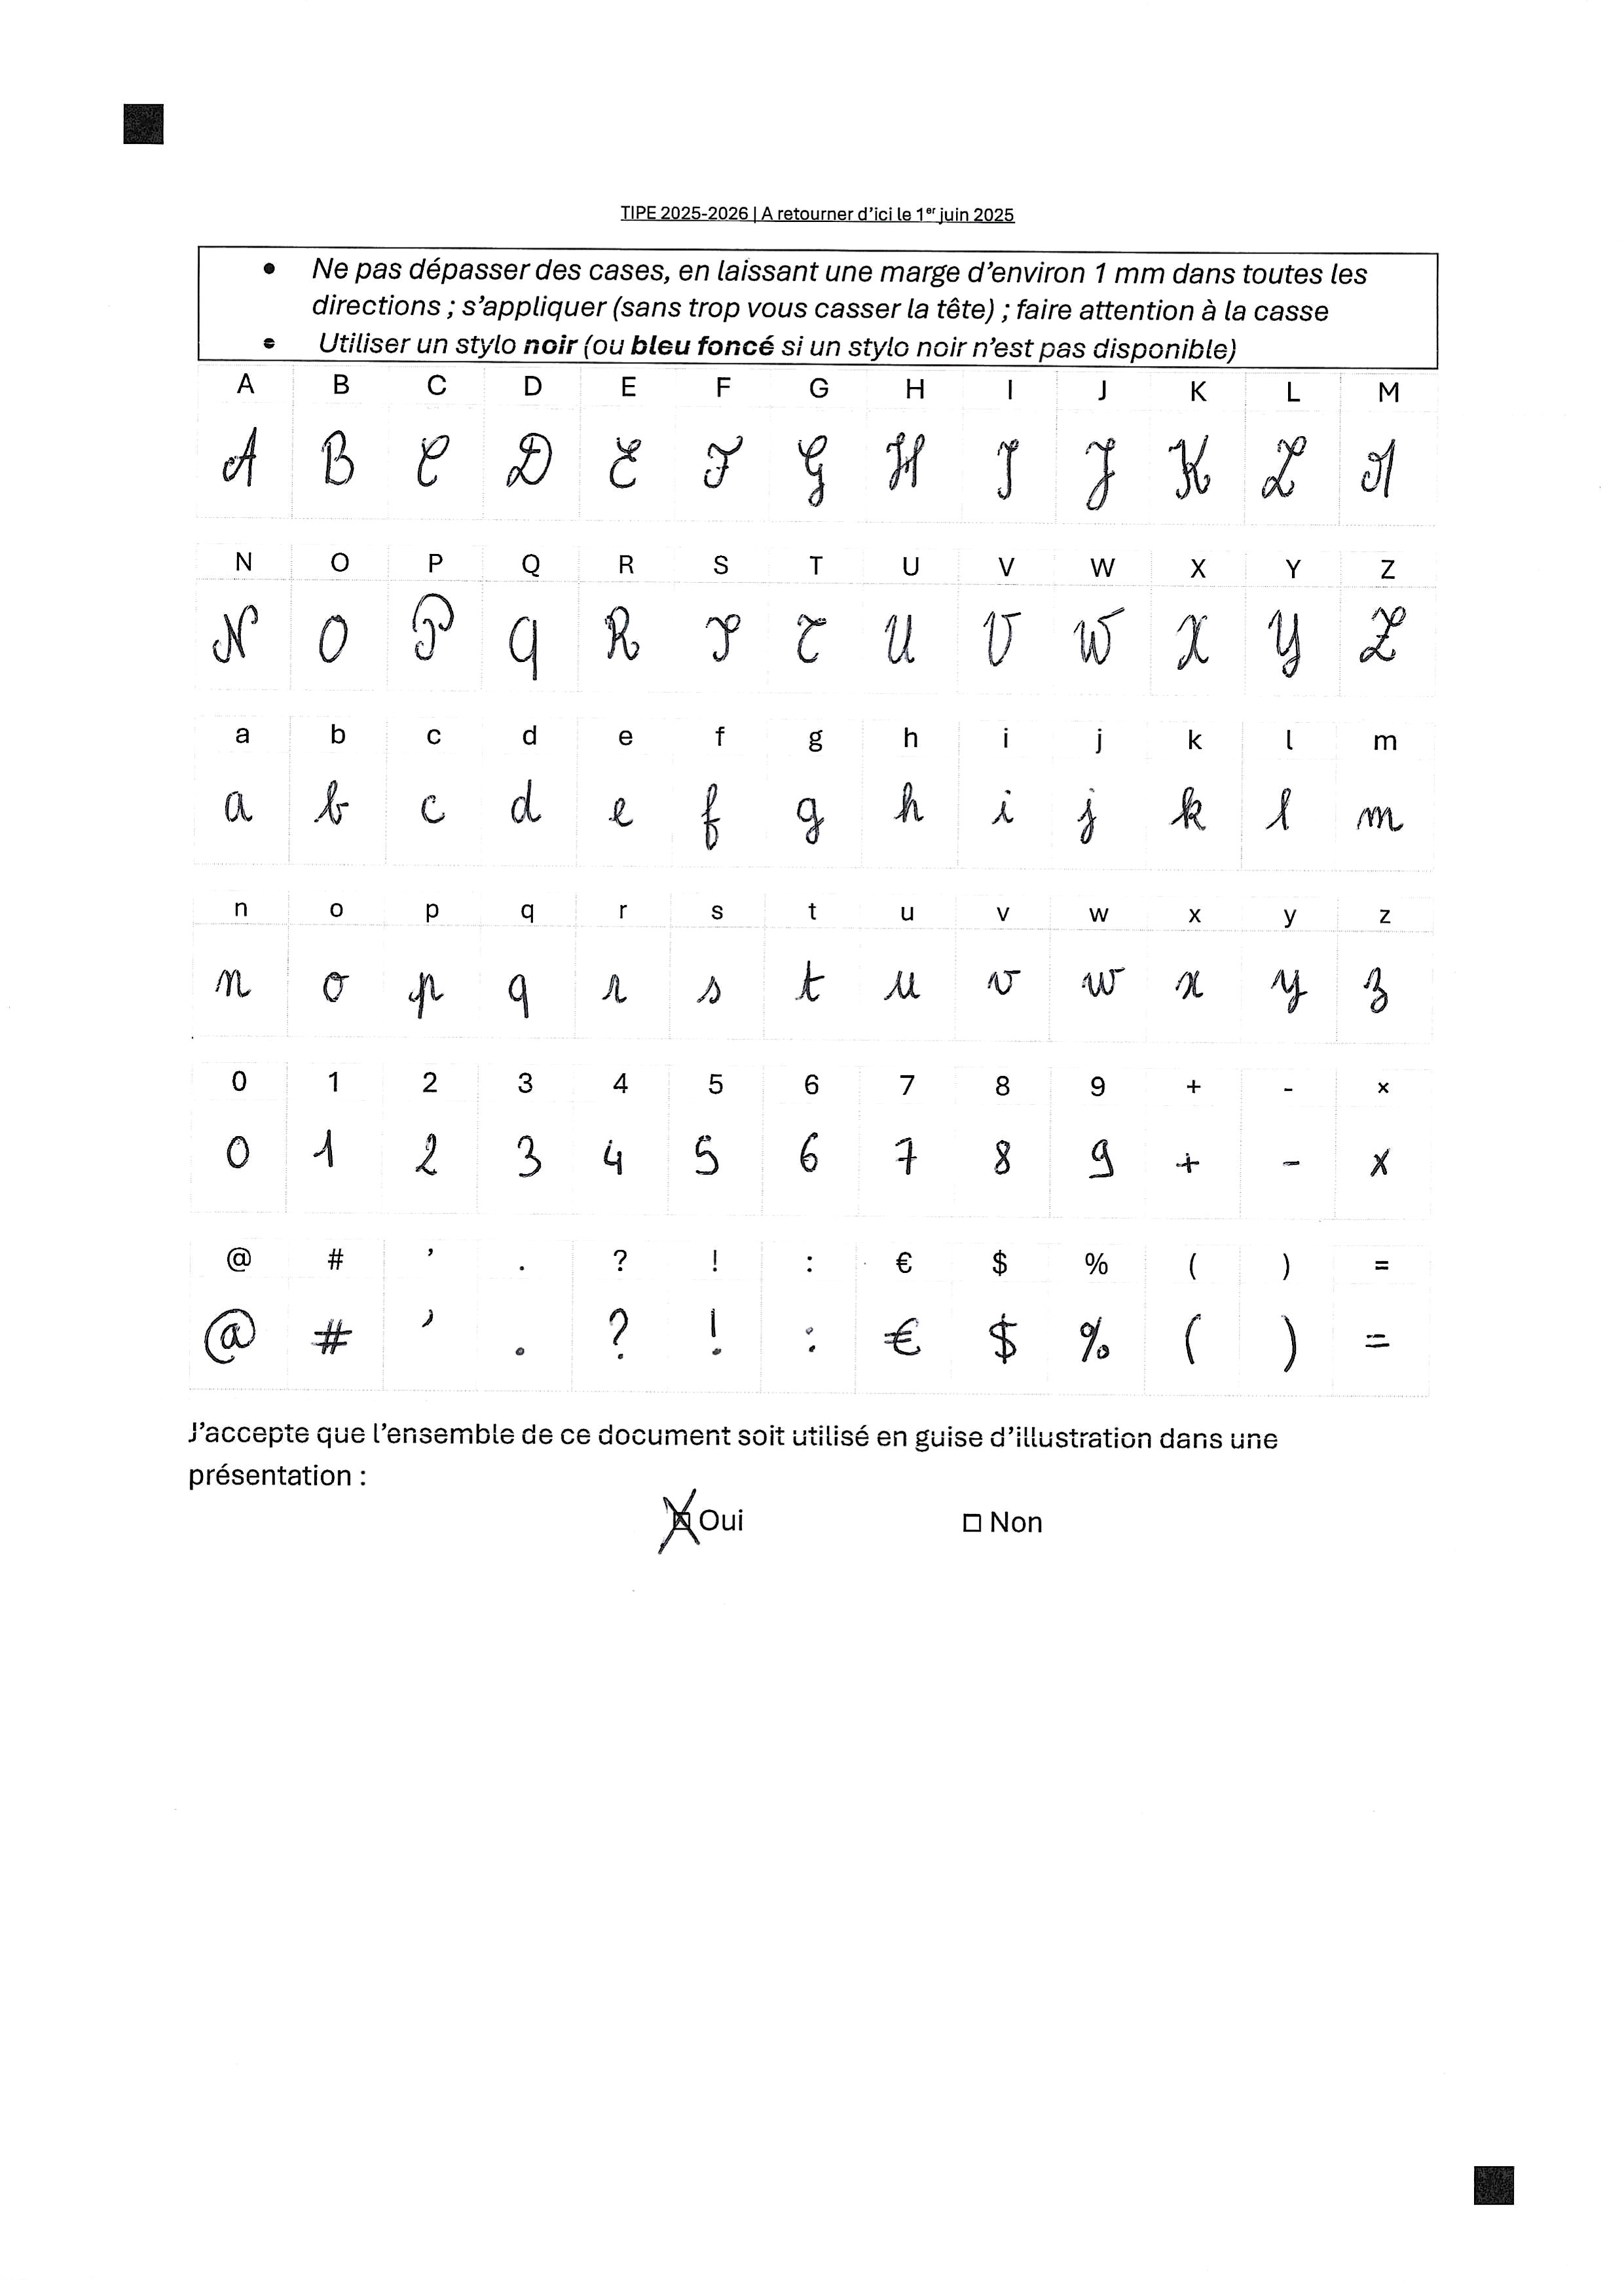 TIPE 2025-2026 | A retourner d'ici le 1er juin 2025
• Ne pas dépasser des cases, en laissant une marge d'environ 1 mm dans toutes les
directions ; s'appliquer (sans trop vous casser la tête) ; faire attention à la casse
• Utiliser un stylo noir (ou bleu foncé si un stylo noir n'est pas disponible)
A B C D E F G H I J K L M
A B C D E F G H I J K L M
N O P Q R S T U V W X Y Z
N O P Q R S T U V W X Y Z
a b c d e f g h i j k l m
a b c d e f g h i j k l m
n o p q r s t u v w x y z
n o p q r s t u v w x y z
0 1 2 3 4 5 6 7 8 9 + - ×
0 1 2 3 4 5 6 7 8 9 + - ×
@ # ’ . ? ! : € $ % ( ) =
@ # ’ . ? ! : € $ % ( ) =
J'accepte que l'ensemble de ce document soit utilisé en guise d'illustration dans une
présentation :
☒ Oui ☐ Non